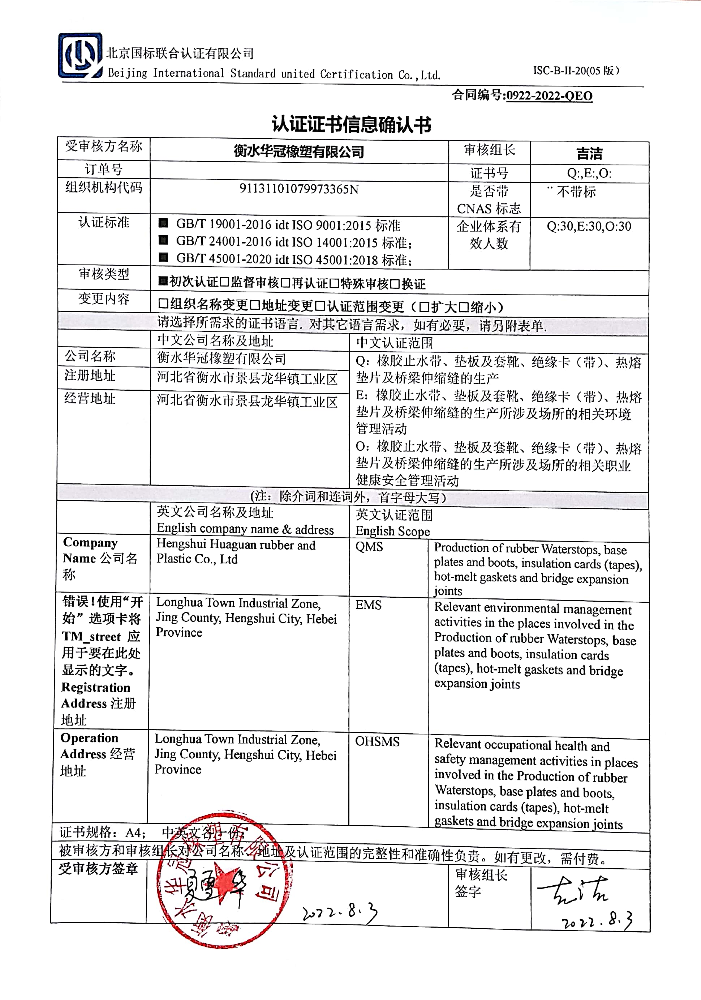 北京国标联合认证有限公司
Beijing International Standard united Certification Co.,Ltd.
ISC-B-II-20(05 版)
合同编号:0922-2022-QEO
认证证书信息确认书
受审核方名称 衡水华冠橡塑有限公司 审核组长 吉洁
订单号 证书号 Q:,E:,O:
组织机构代码 91131101079973365N 是否带 ¨ 不带标
CNAS 标志
认证标准 ■ GB/T 19001-2016 idt ISO 9001:2015 标准 企业体系有 Q:30,E:30,O:30
■ GB/T 24001-2016 idt ISO 14001:2015 标准; 效人数
■ GB/T 45001-2020 idt ISO 45001:2018 标准;
审核类型 ■初次认证□监督审核□再认证□特殊审核□换证
变更内容 □组织名称变更□地址变更□认证范围变更（□扩大□缩小）
请选择所需求的证书语言. 对其它语言需求，如有必要，请另附表单.
中文公司名称及地址 中文认证范围
公司名称 衡水华冠橡塑有限公司
注册地址 河北省衡水市景县龙华镇工业区
经营地址 河北省衡水市景县龙华镇工业区
Q：橡胶止水带、垫板及套靴、绝缘卡（带）、热熔
垫片及桥梁伸缩缝的生产
E：橡胶止水带、垫板及套靴、绝缘卡（带）、热熔
垫片及桥梁伸缩缝的生产所涉及场所的相关环境
管理活动
O：橡胶止水带、垫板及套靴、绝缘卡（带）、热熔
垫片及桥梁伸缩缝的生产所涉及场所的相关职业
健康安全管理活动
(注：除介词和连词外，首字母大写）
英文公司名称及地址 英文认证范围
English company name & address English Scope
Company
Name 公司名
称
Hengshui Huaguan rubber and
Plastic Co., Ltd
QMS
Production of rubber Waterstops, base
plates and boots, insulation cards (tapes),
hot-melt gaskets and bridge expansion
joints
错误!使用“开
始”选项卡将
TM_street 应
用于要在此处
显示的文字。
Registration
Address 注册
地址
Longhua Town Industrial Zone,
Jing County, Hengshui City, Hebei
Province
EMS
Relevant environmental management
activities in the places involved in the
Production of rubber Waterstops, base
plates and boots, insulation cards
(tapes), hot-melt gaskets and bridge
expansion joints
Operation
Address 经营
地址
Longhua Town Industrial Zone,
Jing County, Hengshui City, Hebei
Province
OHSMS
Relevant occupational health and
safety management activities in places
involved in the Production of rubber
Waterstops, base plates and boots,
insulation cards (tapes), hot-melt
gaskets and bridge expansion joints
证书规格：A4； 中英文各一份；
被审核方和审核组长对公司名称、地址及认证范围的完整性和准确性负责。如有更改，需付费。
受审核方签章 审核组长
签字
衡水华冠橡塑有限公司
吉洁
2022.8.3
2022.8.3